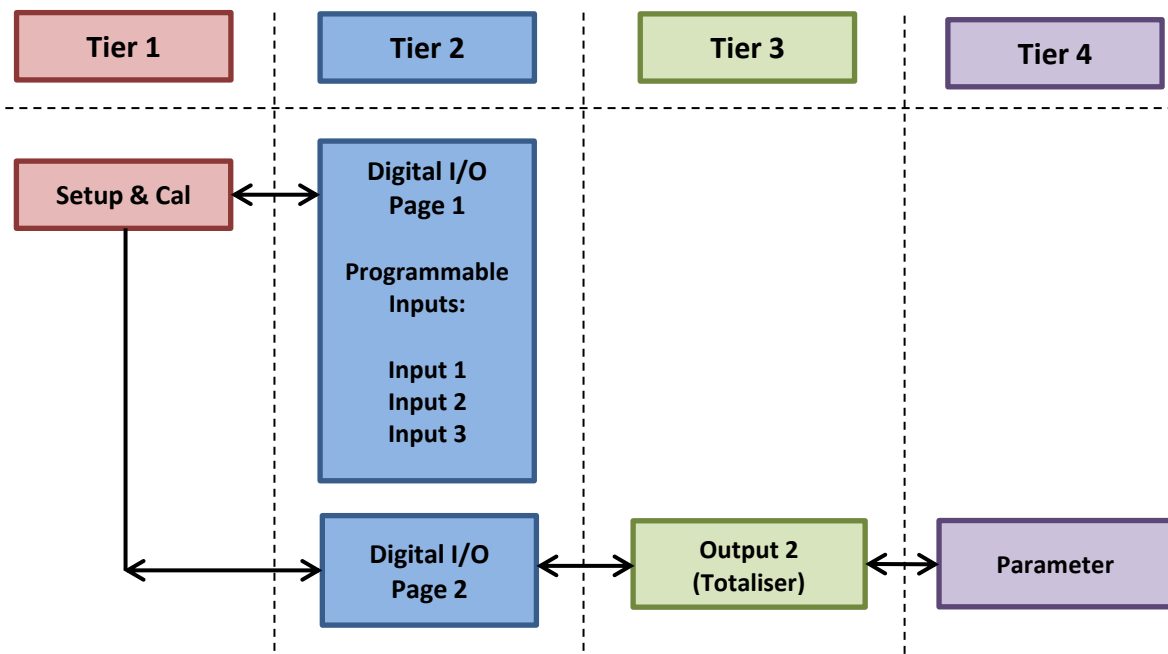 Tier 1
Tier 2
Tier 3
Tier 4
Setup & Cal
Digital I/O
Page 1
Programmable
Inputs:
Input 1
Input 2
Input 3
Digital I/O
Page 2
Output 2
(Totaliser)
Parameter